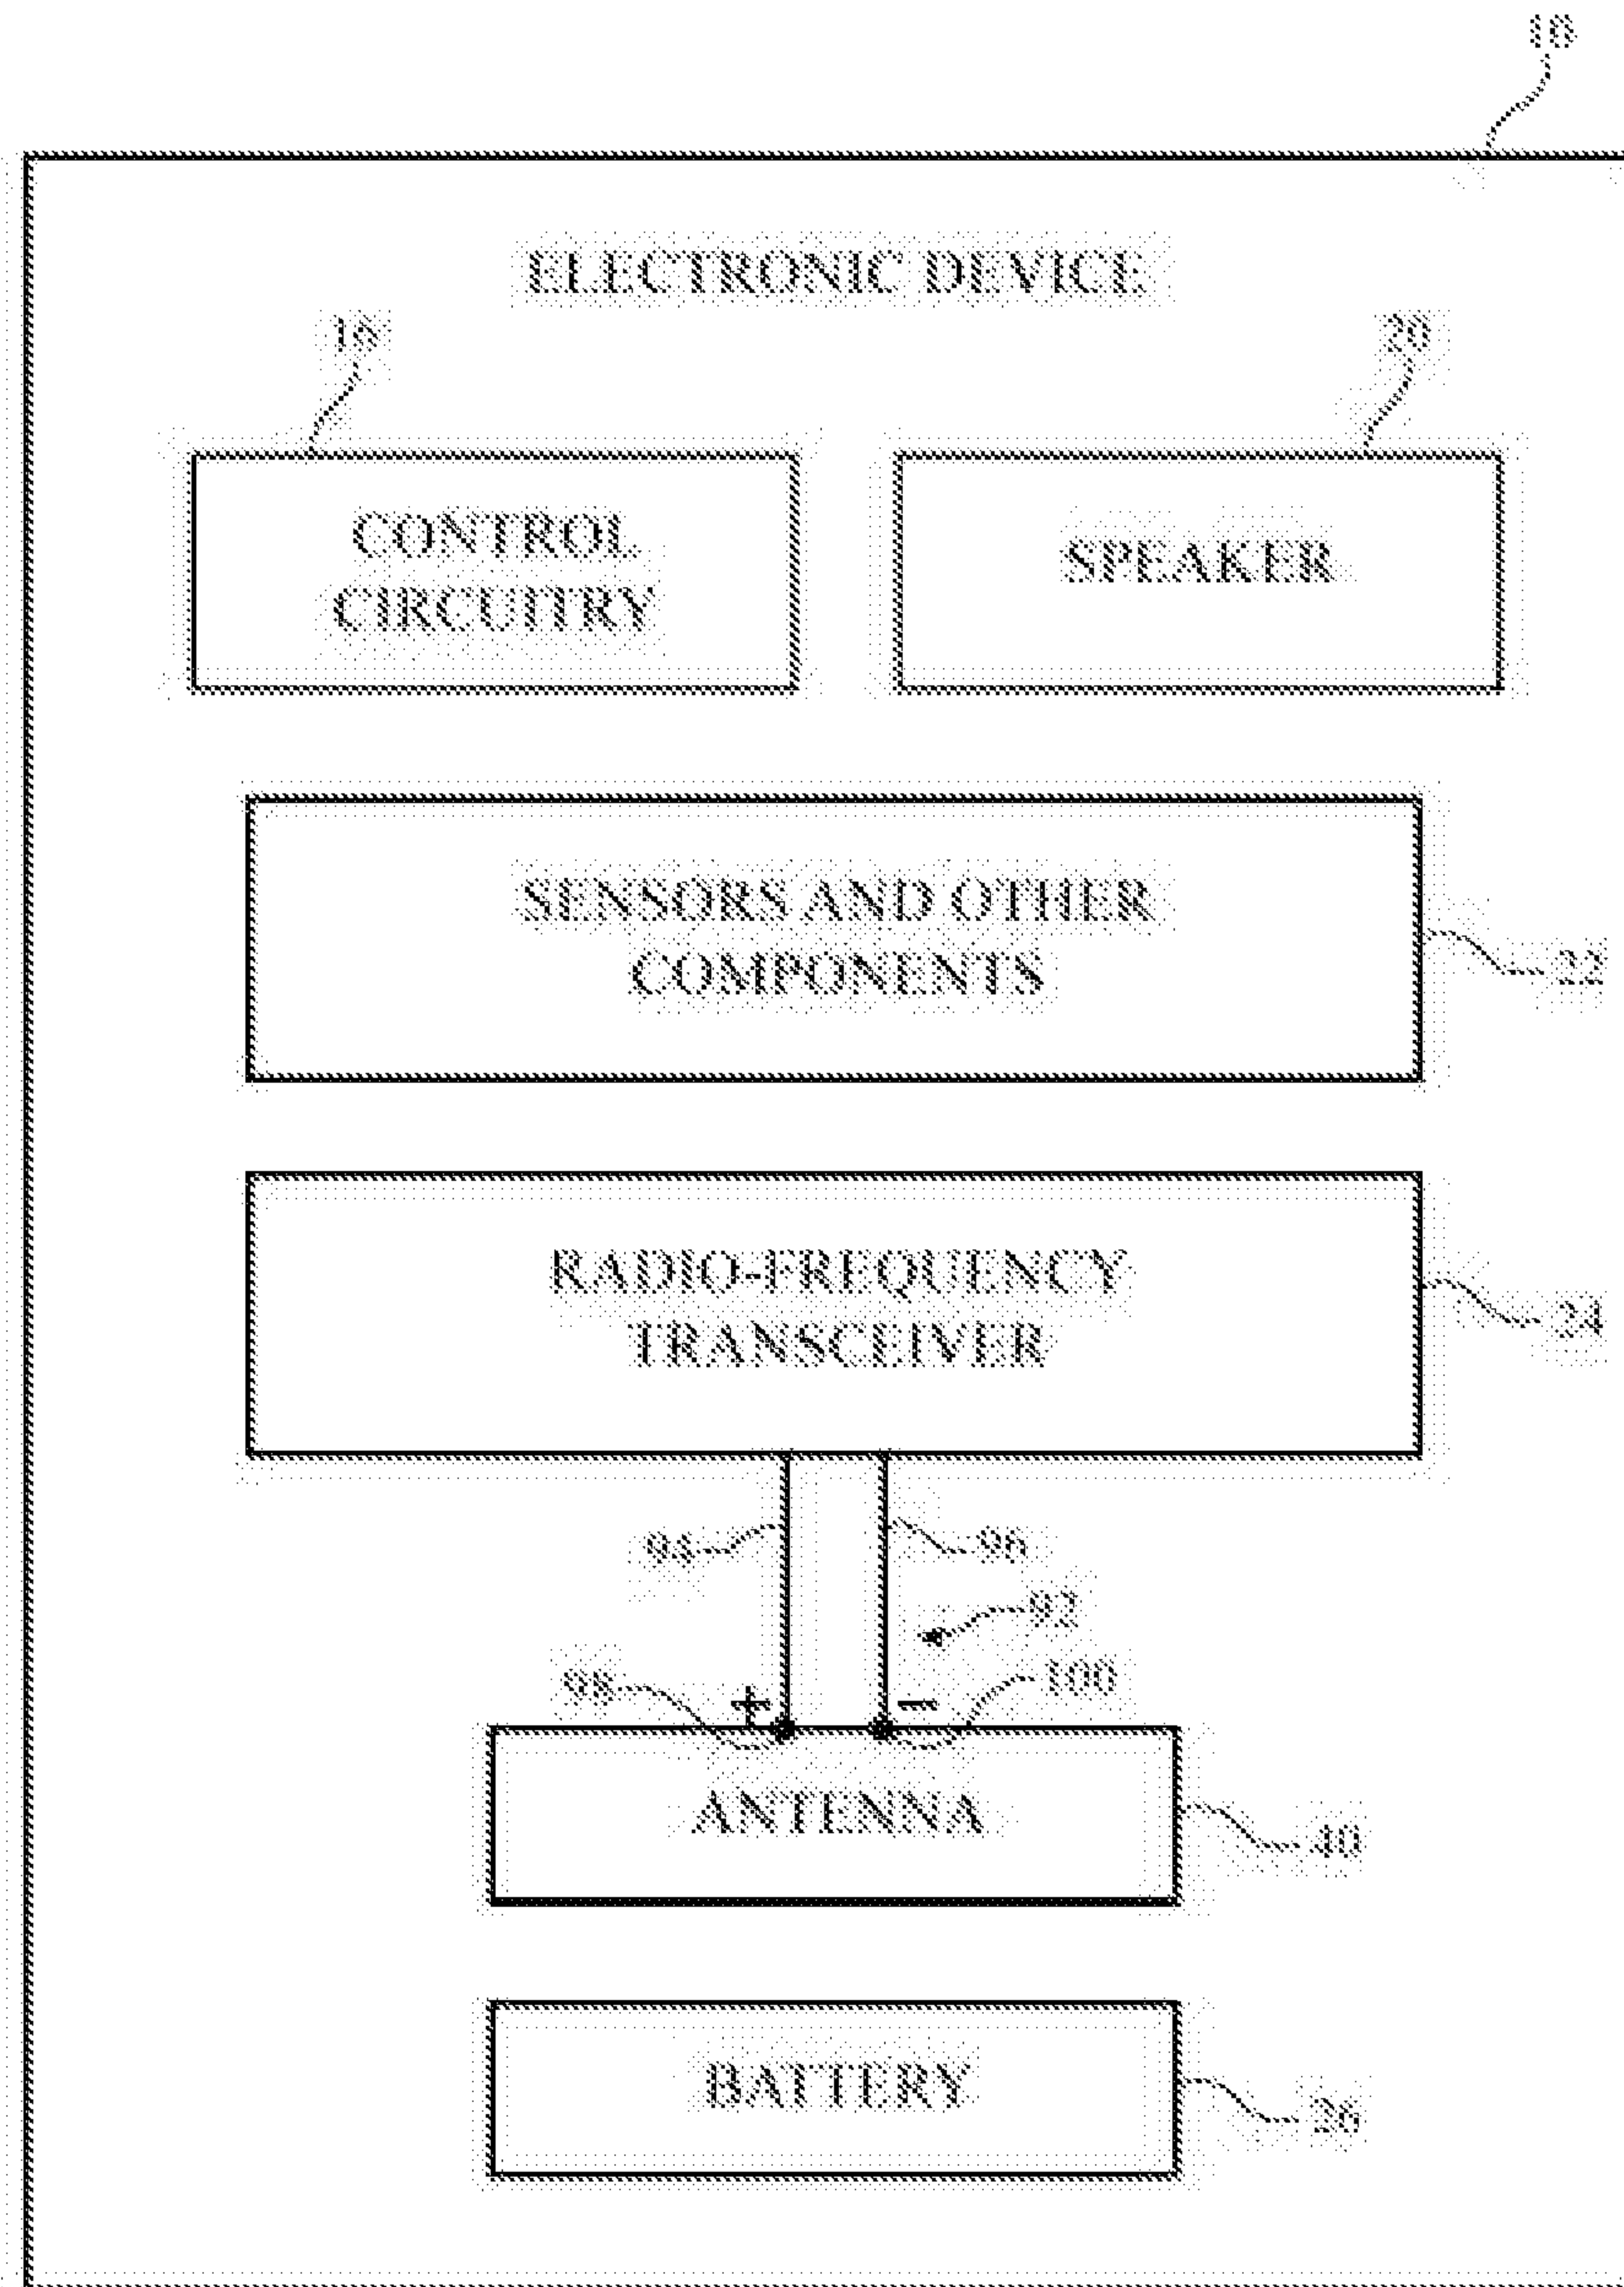 10
ELECTRONIC DEVICE
16
20
CONTROL
CIRCUITRY
SPEAKER
SENSORS AND OTHER
COMPONENTS
22
RADIO-FREQUENCY
TRANSCEIVER
24
94
96
92
98
+
-
100
ANTENNA
40
BATTERY
26